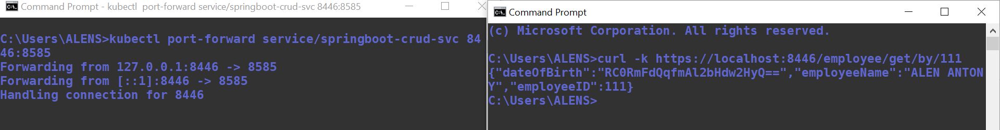 Command Prompt - kubectl  port-forward service/springboot-crud-svc 8446:8585
C:\Users\ALENS>kubectl port-forward service/springboot-crud-svc 84
46:8585
Forwarding from 127.0.0.1:8446 -> 8585
Forwarding from [::1]:8446 -> 8585
Handling connection for 8446
Command Prompt
(c) Microsoft Corporation. All rights reserved.
C:\Users\ALENS>curl -k https://localhost:8446/employee/get/by/111
{"dateOfBirth":"RC0RmFdQqfmAl2bHdw2HyQ==","employeeName":"ALEN ANTON
Y","employeeID":111}
C:\Users\ALENS>